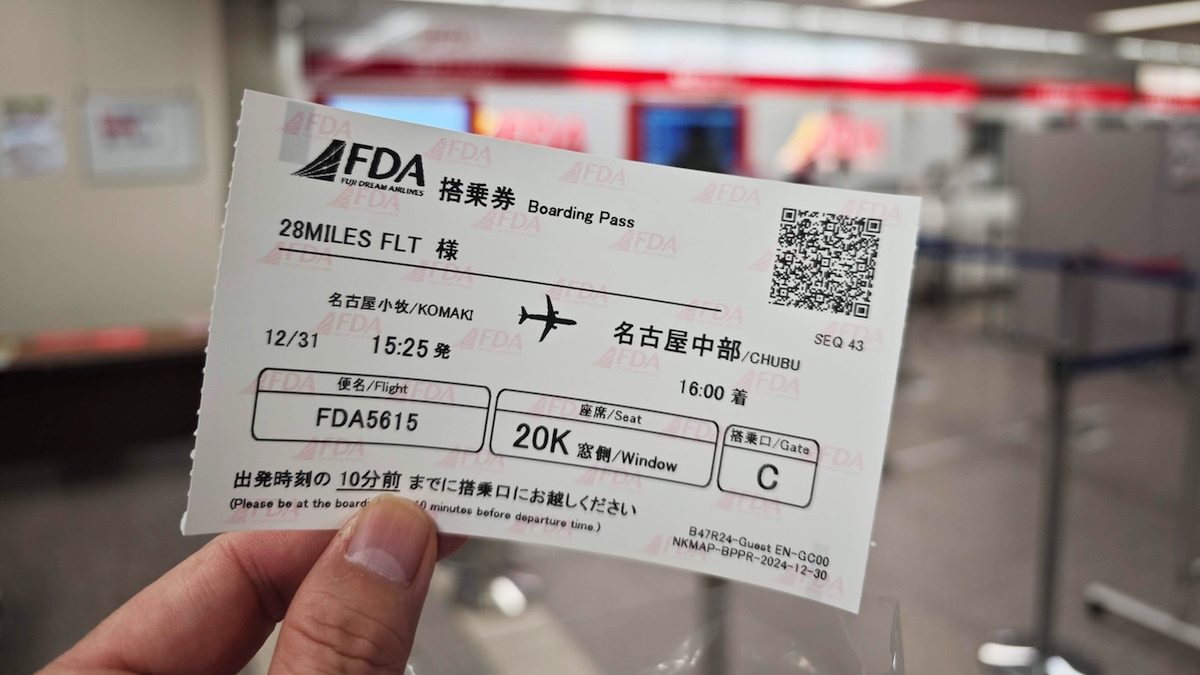 FDA
FUJI DREAM AIRLINES
搭乗券 Boarding Pass
28MILES FLT 様
名古屋小牧/KOMAKI
名古屋中部/CHUBU
SEQ 43
12/31 15:25 発
16:00 着
便名/Flight
FDA5615
座席/Seat
20K 窓側/Window
搭乗口/Gate
C
出発時刻の 10分前 までに搭乗口にお越しください
(Please be at the boarding 10 minutes before departure time.)
B47R24-Guest EN-GC00
NKMAP-BPPR-2024-12-30